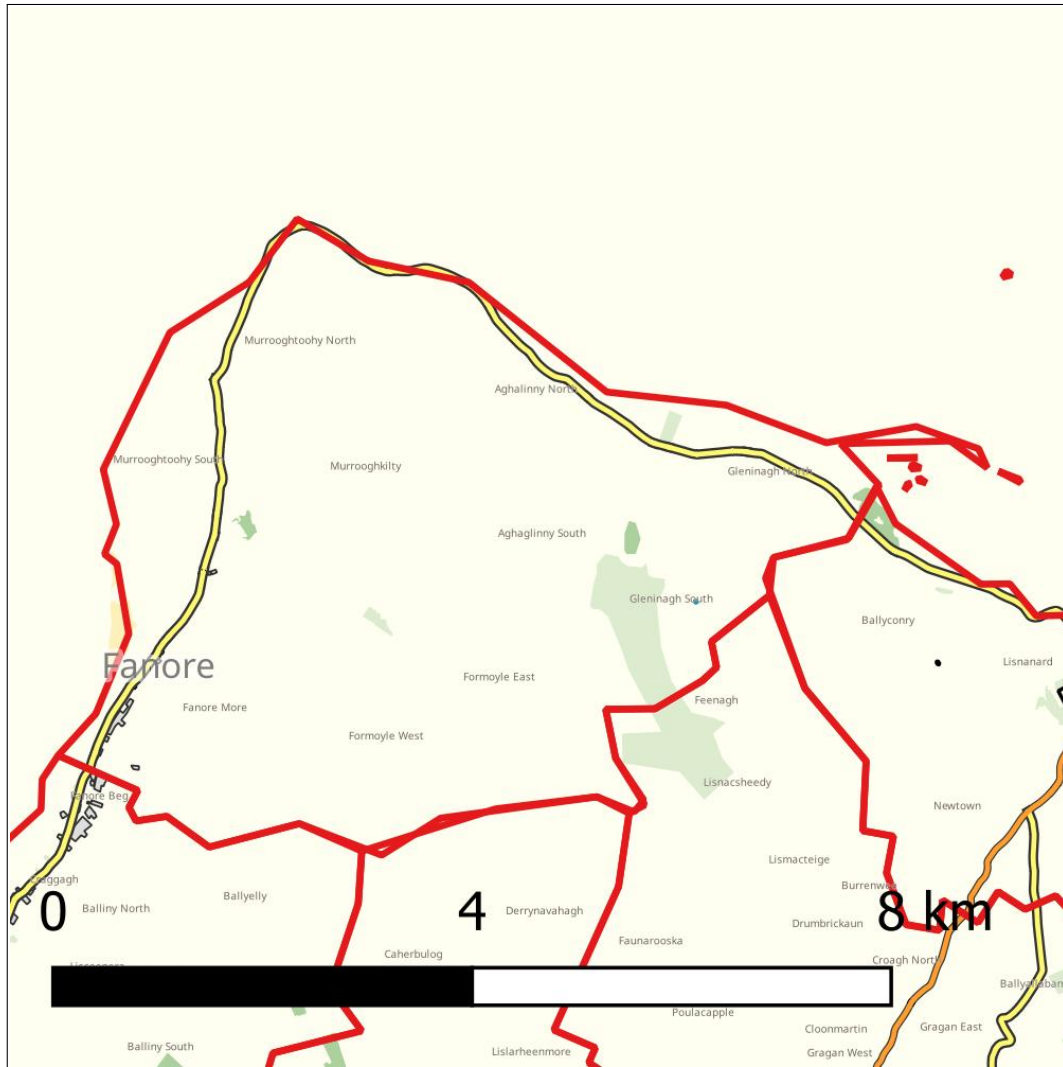 Murrooghtoohy North
Aghalinny North
Murrooghtoohy South
Murrooghkilty
Gleninagh North
Aghaglinny South
Gleninagh South
Ballyconry
Fanore
Lisnanard
Formoyle East
Feenagh
Fanore More
Formoyle West
Lisnacsheedy
Fanore Beg
Newtown
Lismacteige
Craggagh
Burrenwee
Ballyelly
Balliny North
Derrynavahagh
0 4 8 km
Drumbrickaun
Faunarooska
Caherbulog
Croagh North
Ballyallaban
Poulacapple
Cloonmartin
Gragan East
Balliny South
Lislarheenmore
Gragan West